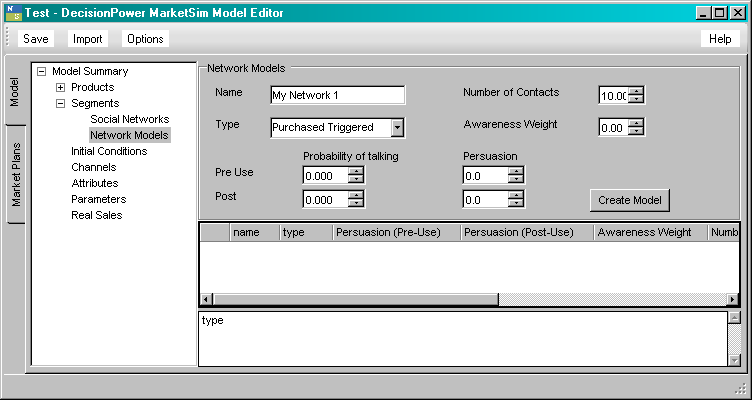 Test - DecisionPower MarketSim Model Editor
Save Import Options Help
Model
Market Plans
Model Summary
Products
Segments
Social Networks
Network Models
Initial Conditions
Channels
Attributes
Parameters
Real Sales
Network Models
Name My Network 1 Number of Contacts 10.00
Type Purchased Triggered Awareness Weight 0.00
Probability of talking Persuasion
Pre Use 0.000 0.0
Post 0.000 0.0 Create Model
name type Persuasion (Pre-Use) Persuasion (Post-Use) Awareness Weight Numb
type